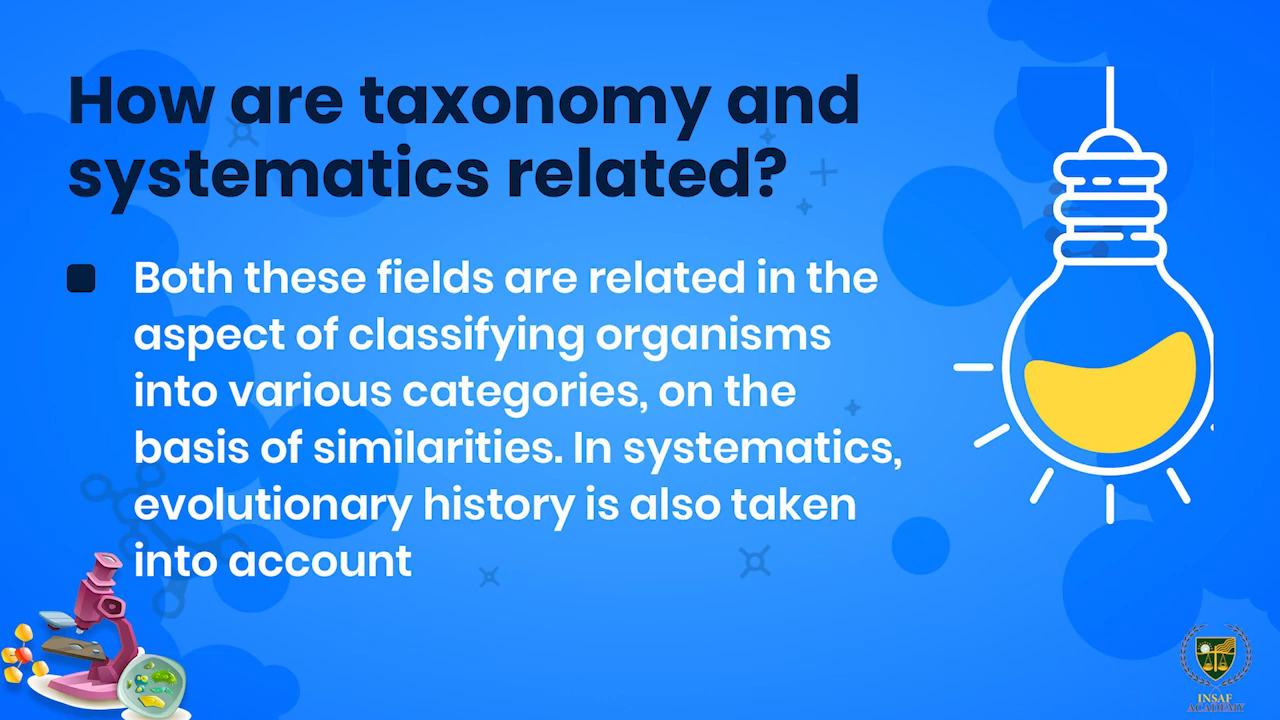 How are taxonomy and
systematics related?
Both these fields are related in the
aspect of classifying organisms
into various categories, on the
basis of similarities. In systematics,
evolutionary history is also taken
into account
INSAF
ACADEMY